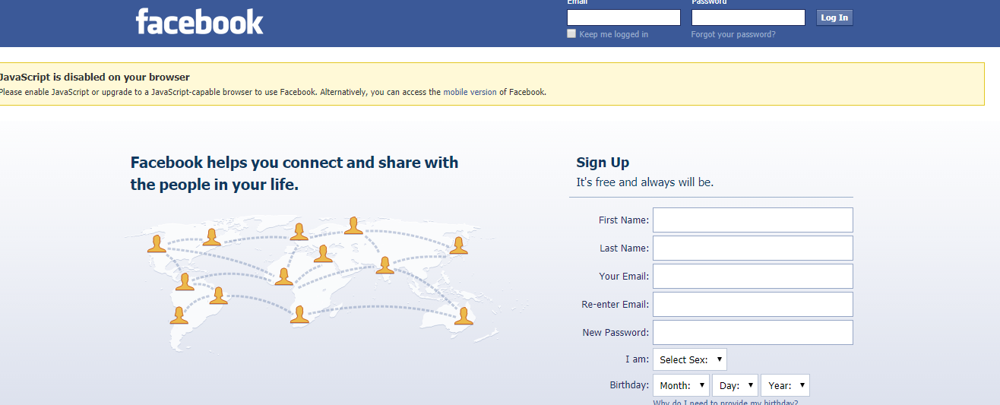 facebook
Email Password
Log In
Keep me logged in Forgot your password?
JavaScript is disabled on your browser
Please enable JavaScript or upgrade to a JavaScript-capable browser to use Facebook. Alternatively, you can access the mobile version of Facebook.
Facebook helps you connect and share with
the people in your life.
Sign Up
It's free and always will be.
First Name:
Last Name:
Your Email:
Re-enter Email:
New Password:
I am: Select Sex:
Birthday: Month: Day: Year:
Why do I need to provide my birthday?